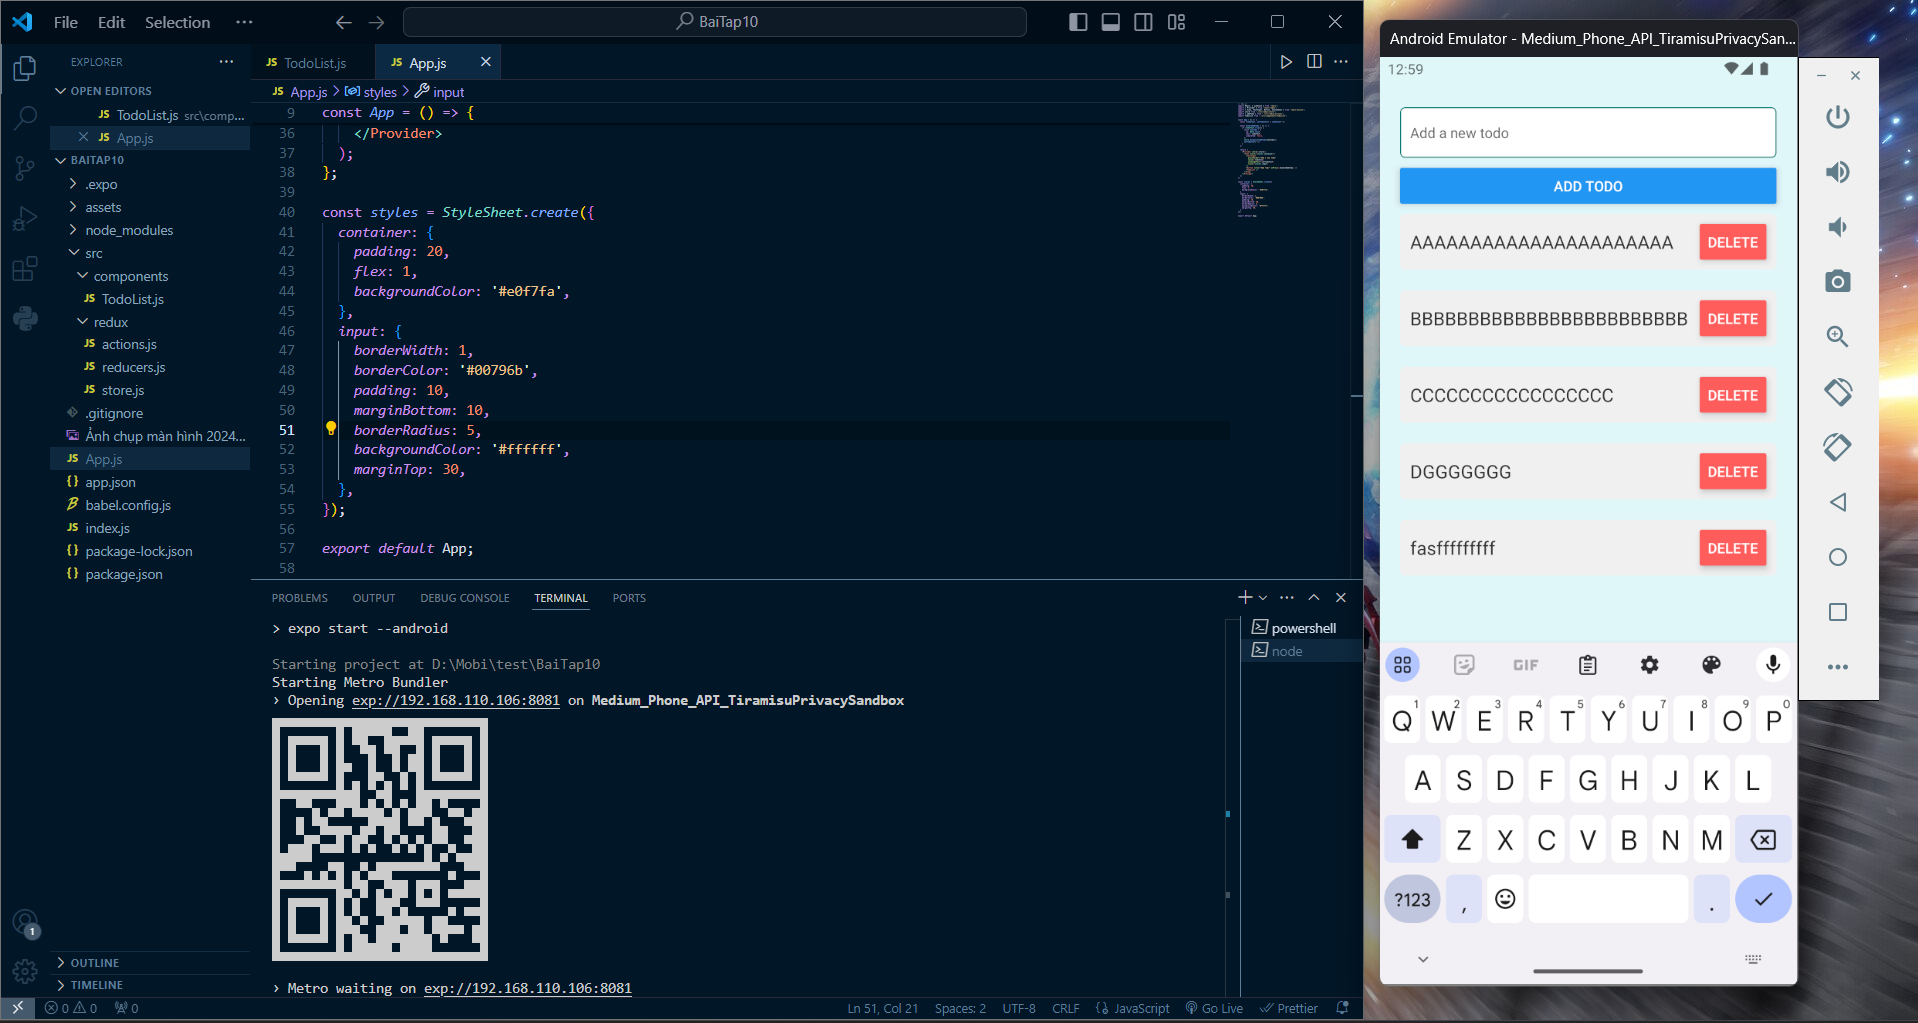 File Edit Selection ···
BaiTap10
EXPLORER
OPEN EDITORS
JS TodoList.js src\comp...
JS App.js
BAITAP10
.expo
assets
node_modules
src
components
JS TodoList.js
redux
JS actions.js
JS reducers.js
JS store.js
.gitignore
Ảnh chụp màn hình 2024...
JS App.js
{} app.json
babel.config.js
JS index.js
{} package-lock.json
{} package.json
OUTLINE
TIMELINE
JS TodoList.js
JS App.js
JS App.js > styles > input
9 const App = () => {
36 </Provider>
37 );
38 };
39
40 const styles = StyleSheet.create({
41 container: {
42 padding: 20,
43 flex: 1,
44 backgroundColor: '#e0f7fa',
45 },
46 input: {
47 borderWidth: 1,
48 borderColor: '#00796b',
49 padding: 10,
50 marginBottom: 10,
51 borderRadius: 5,
52 backgroundColor: '#ffffff',
53 marginTop: 30,
54 },
55 });
56
57 export default App;
58
PROBLEMS OUTPUT DEBUG CONSOLE TERMINAL PORTS
> expo start --android
Starting project at D:\Mobi\test\BaiTap10
Starting Metro Bundler
› Opening exp://192.168.110.106:8081 on Medium_Phone_API_TiramisuPrivacySandbox
› Metro waiting on exp://192.168.110.106:8081
powershell
node
1
0 0 0
Ln 51, Col 21 Spaces: 2 UTF-8 CRLF {} JavaScript Go Live Prettier
Android Emulator - Medium_Phone_API_TiramisuPrivacySan...
12:59
Add a new todo
ADD TODO
AAAAAAAAAAAAAAAAAAAAAA DELETE
BBBBBBBBBBBBBBBBBBBBBBBB DELETE
CCCCCCCCCCCCCCCCC DELETE
DGGGGGGG DELETE
fasfffffffff DELETE
GIF
Q1 W2 E3 R4 T5 Y6 U7 I8 O9 P0
A S D F G H J K L
Z X C V B N M
?123 , .